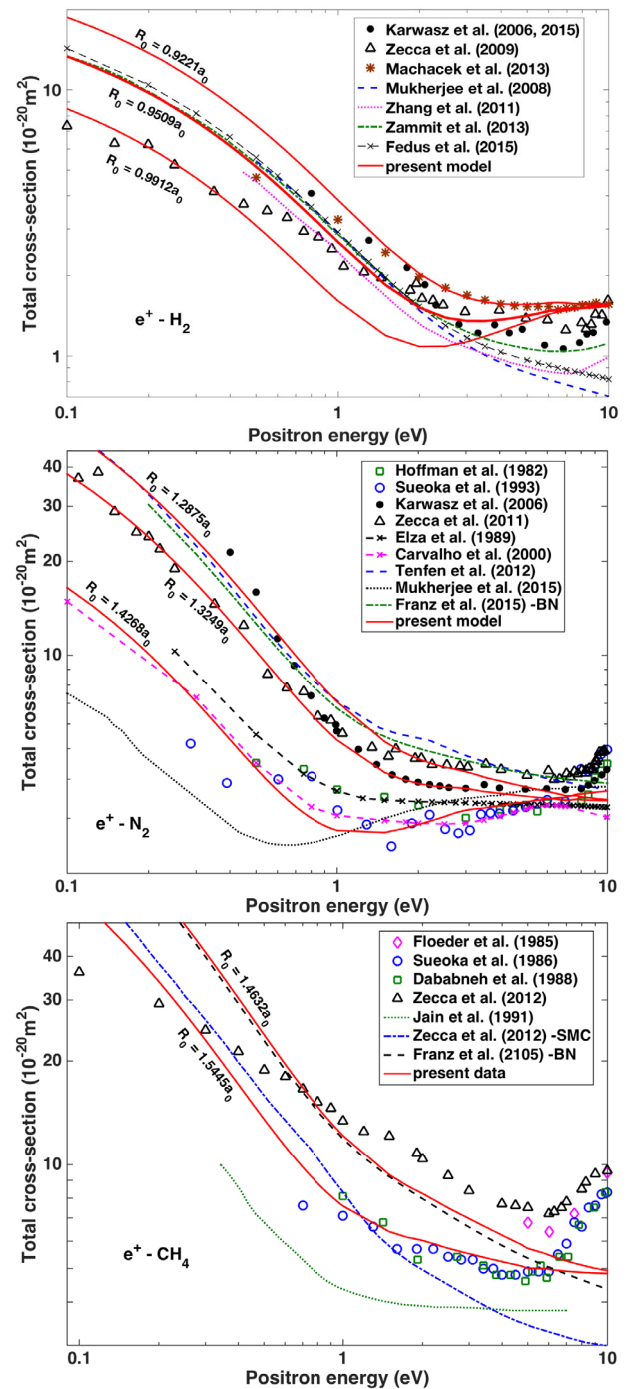 Karwasz et al. (2006, 2015)
Zecca et al. (2009)
Machacek et al. (2013)
Mukherjee et al. (2008)
Zhang et al. (2011)
Zammit et al. (2013)
Fedus et al. (2015)
present model
R0 = 0.9221a0
R0 = 0.9509a0
R0 = 0.9912a0
e+ - H2
Total cross-section (10-20m2)
10
1
0.1
1
10
Positron energy (eV)
Hoffman et al. (1982)
Sueoka et al. (1993)
Karwasz et al. (2006)
Zecca et al. (2011)
Elza et al. (1989)
Carvalho et al. (2000)
Tenfen et al. (2012)
Mukherjee et al. (2015)
Franz et al. (2015) -BN
present model
R0 = 1.2875a0
R0 = 1.3249a0
R0 = 1.4268a0
e+ - N2
Total cross-section (10-20m2)
40
30
20
10
0.1
1
10
Positron energy (eV)
Floeder et al. (1985)
Sueoka et al. (1986)
Dababneh et al. (1988)
Zecca et al. (2012)
Jain et al. (1991)
Zecca et al. (2012) -SMC
Franz et al. (2105) -BN
present data
R0 = 1.4632a0
R0 = 1.5445a0
e+ - CH4
Total cross-section (10-20m2)
40
30
20
10
0.1
1
10
Positron energy (eV)